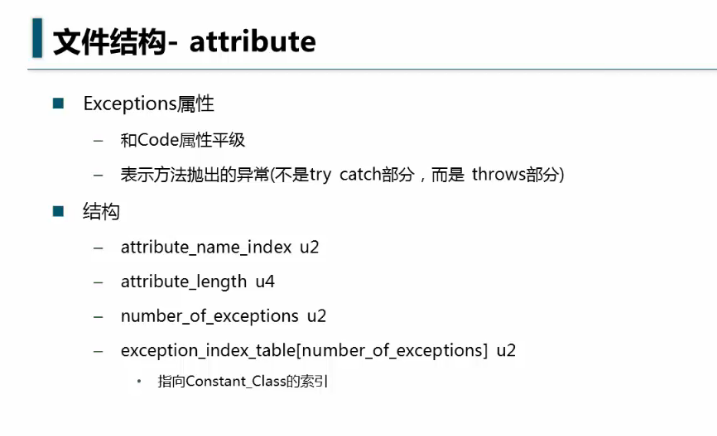 文件结构- attribute
Exceptions属性
– 和Code属性平级
– 表示方法抛出的异常(不是try catch部分，而是 throws部分)
结构
– attribute_name_index u2
– attribute_length u4
– number_of_exceptions u2
– exception_index_table[number_of_exceptions] u2
• 指向Constant_Class的索引